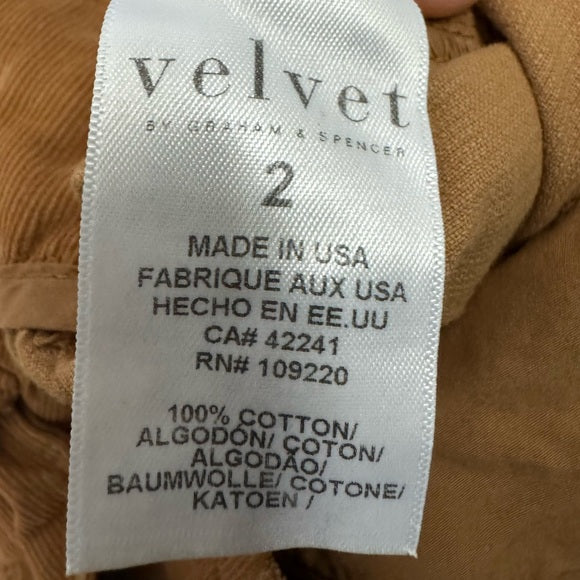 velvet
BY GRAHAM & SPENCER
2
MADE IN USA
FABRIQUE AUX USA
HECHO EN EE.UU
CA# 42241
RN# 109220
100% COTTON/
ALGODÓN/ COTON/
ALGODÃO/
BAUMWOLLE/ COTONE/
KATOEN /